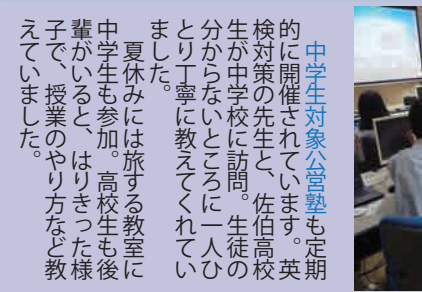 中学生対象公営塾も定期
的に開催されています。英
検対策の先生と、佐伯高校
生が中学校に訪問。生徒の
分からないところに一人ひ
とり丁寧に教えてくれてい
ました。
夏休みには旅する教室に
中学生も参加。高校生も後
輩がいると、はりきった様
子で、授業のやり方など教
えていました。